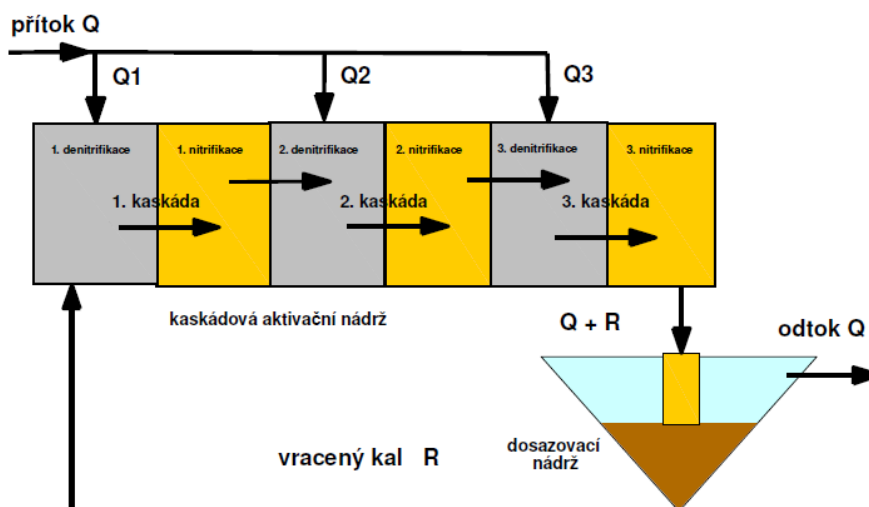 přítok Q
Q1
Q2
Q3
1. denitrifikace
1. nitrifikace
2. denitrifikace
2. nitrifikace
3. denitrifikace
3. nitrifikace
1. kaskáda
2. kaskáda
3. kaskáda
kaskádová aktivační nádrž
Q + R
odtok Q
vracený kal R
dosazovací
nádrž